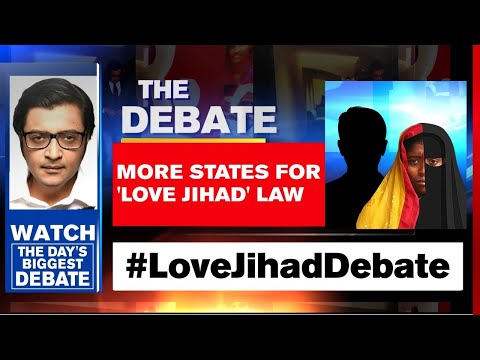 THE
DEBATE
MORE STATES FOR
'LOVE JIHAD' LAW
WATCH
THE DAY'S
BIGGEST
DEBATE
#LoveJihadDebate